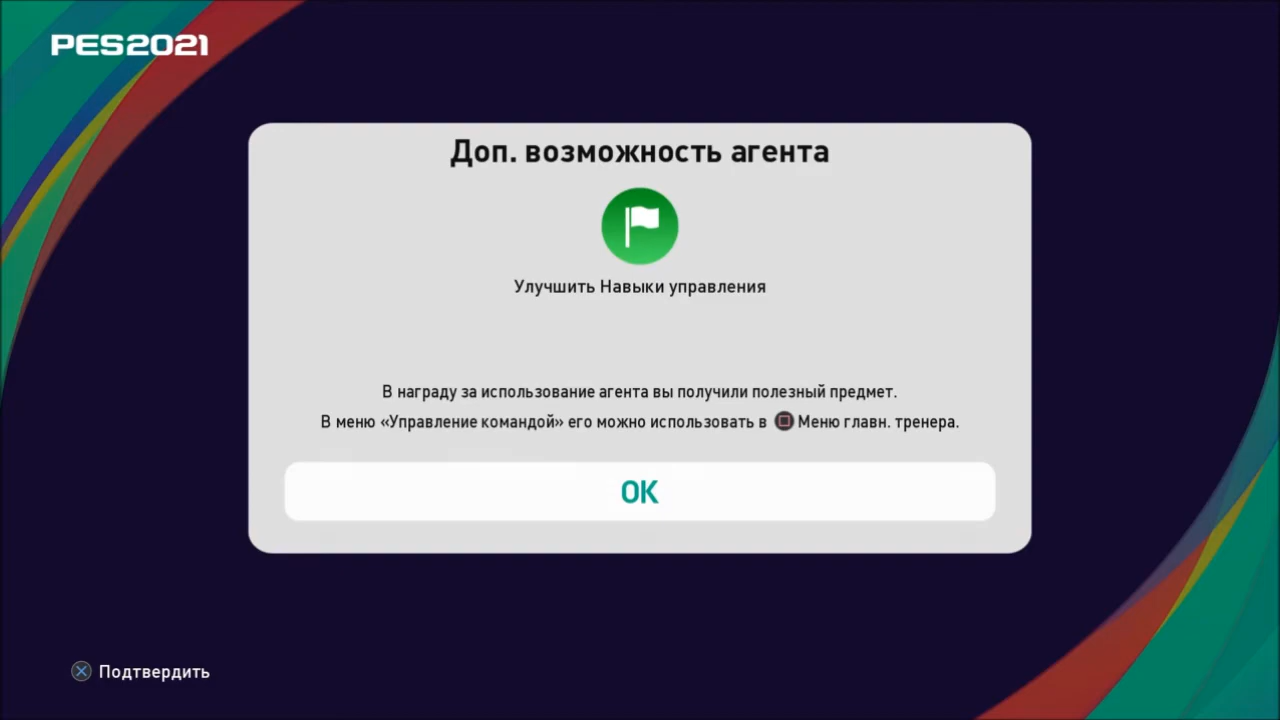 PES2021
Доп. возможность агента
Улучшить Навыки управления
В награду за использование агента вы получили полезный предмет.
В меню «Управление командой» его можно использовать в Меню главн. тренера.
OK
Подтвердить